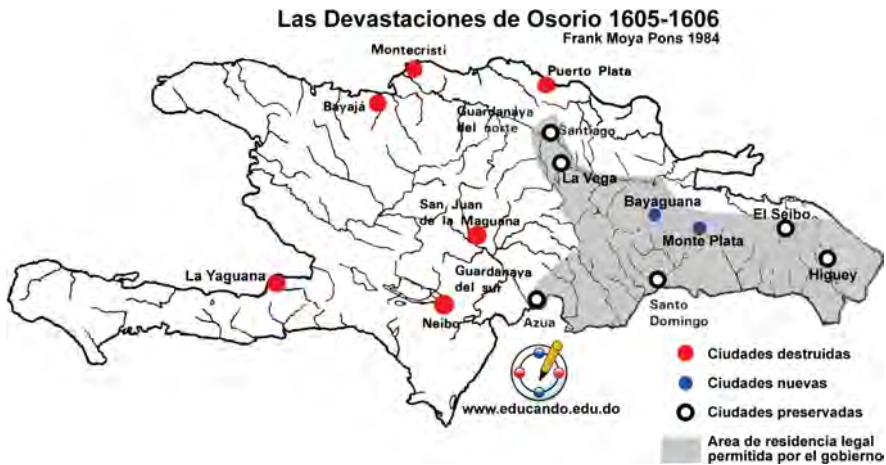 Las Devastaciones de Osorio 1605-1606
Frank Moya Pons 1984
Montecristi
Puerto Plata
Bayajá
Guardanaya
del norte
Santiago
La Vega
San Juan
de la Maguana
Bayaguana
El Seibo
Monte Plata
La Yaguana
Guardanaya
del sur
Higuey
Neibo
Azua
Santo
Domingo
www.educando.edu.do
Ciudades destruidas
Ciudades nuevas
Ciudades preservadas
Area de residencia legal
permitida por el gobierno